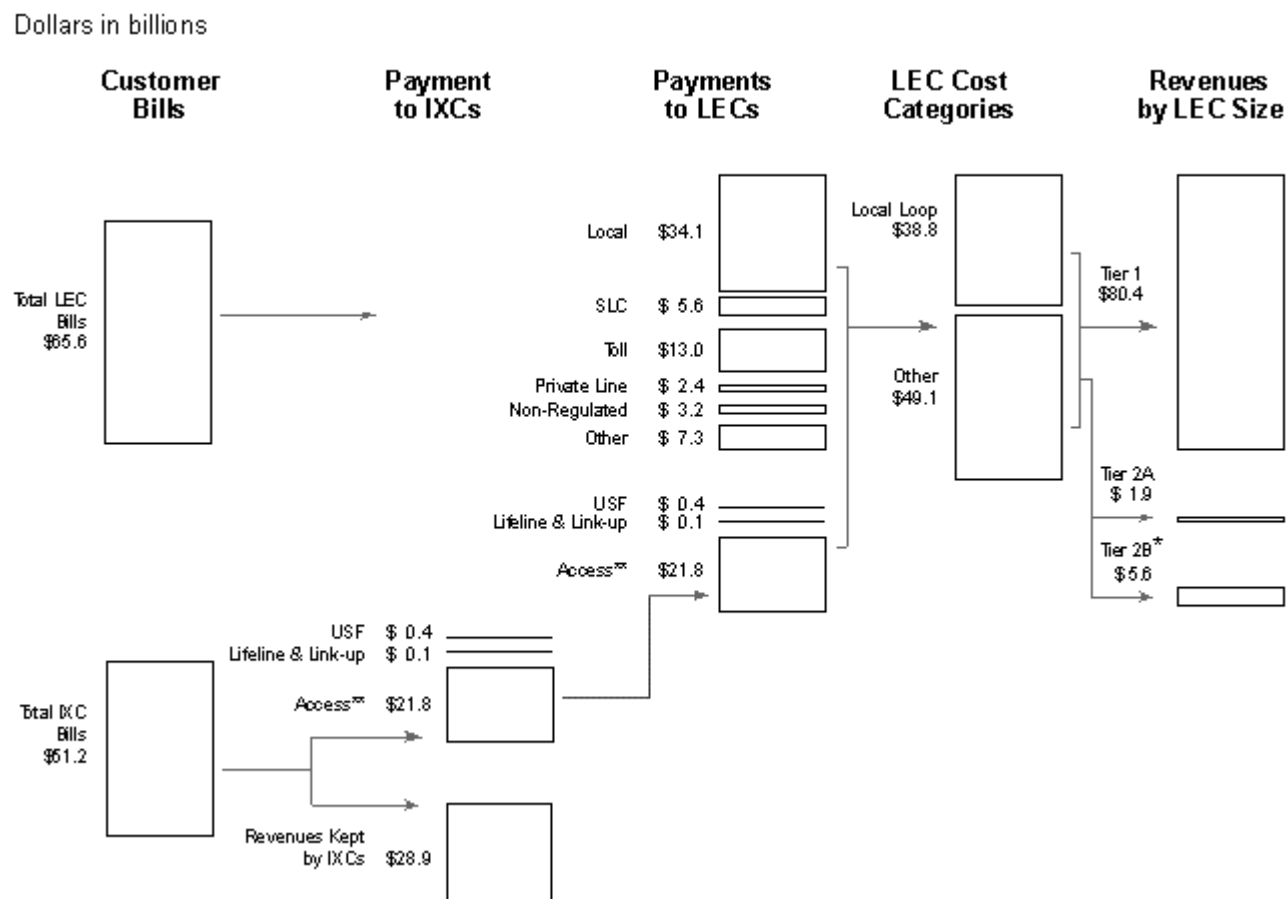 Dollars in billions
Customer
Bills
Payment
to IXCs
Payments
to LECs
LEC Cost
Categories
Revenues
by LEC Size
Total LEC
Bills
$65.6
Local $34.1
SLC $ 5.6
Toll $13.0
Private Line $ 2.4
Non-Regulated $ 3.2
Other $ 7.3
USF $ 0.4
Lifeline & Link-up $ 0.1
Access** $21.8
Local Loop
$38.8
Other
$49.1
Tier 1
$80.4
Tier 2A
$ 1.9
Tier 2B*
$5.6
USF $ 0.4
Lifeline & Link-up $ 0.1
Access** $21.8
Total IXC
Bills
$51.2
Revenues Kept
by IXCs $28.9